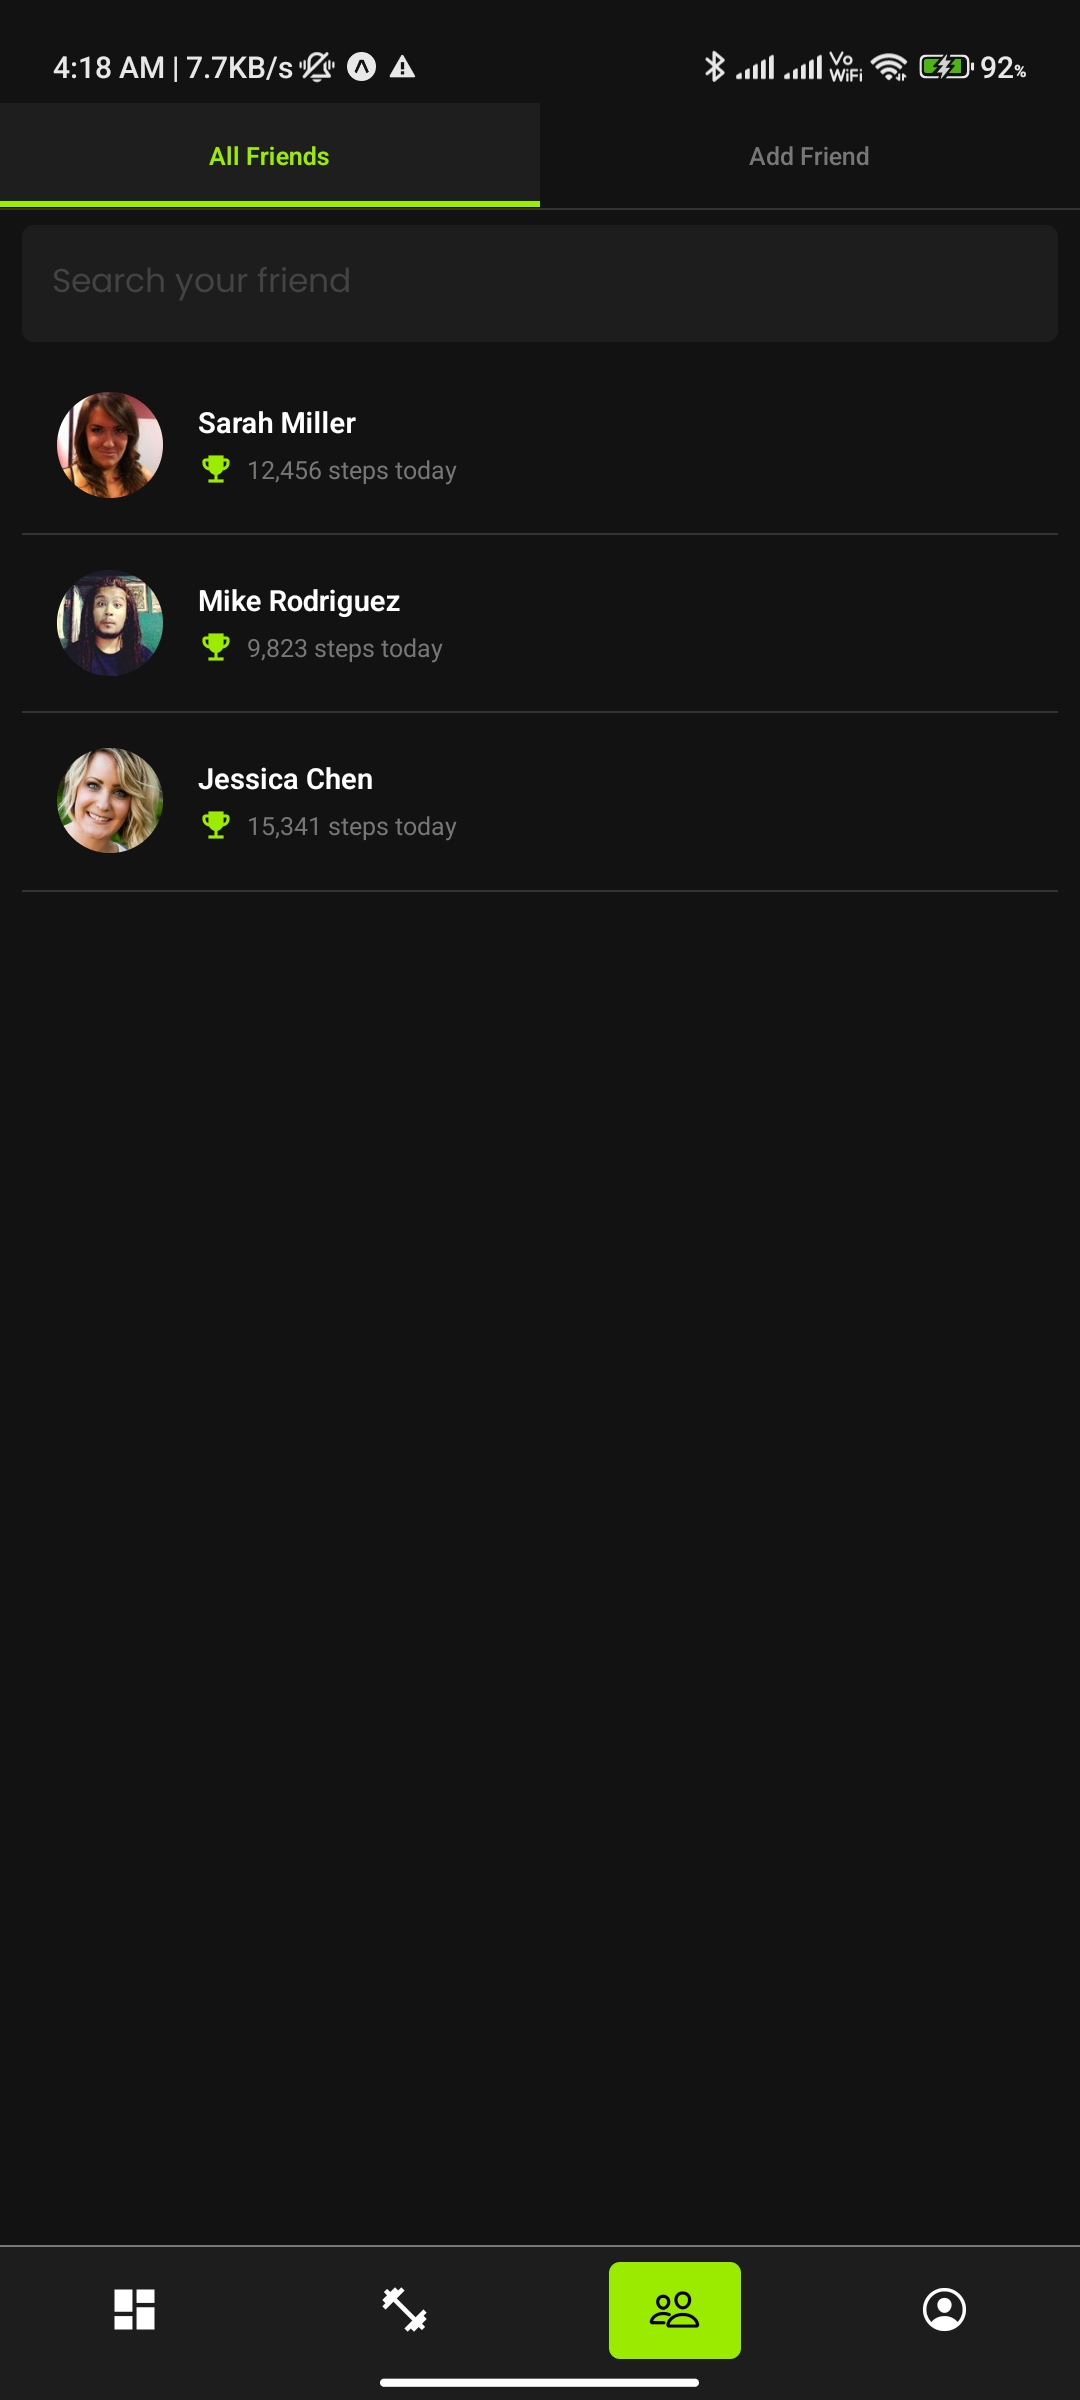 4:18 AM | 7.7KB/s Vo WiFi 92%
All Friends Add Friend
Search your friend
Sarah Miller
12,456 steps today
Mike Rodriguez
9,823 steps today
Jessica Chen
15,341 steps today